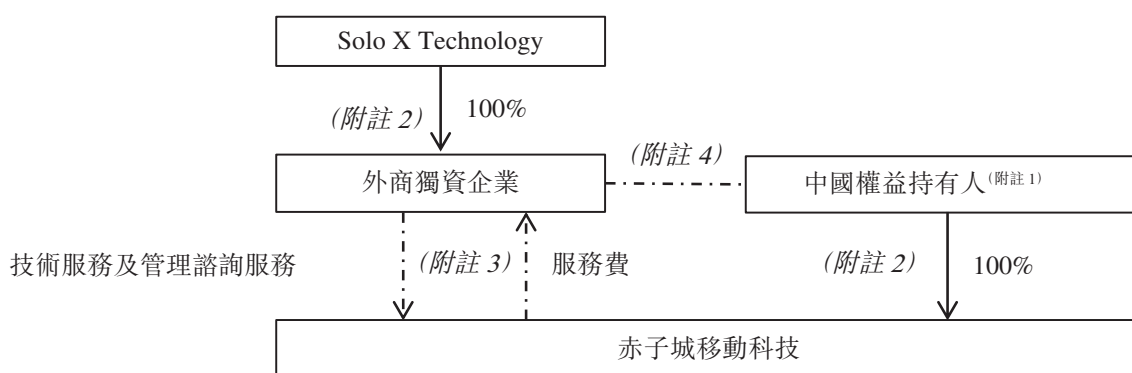 Solo X Technology
(附註 2) 100%
(附註 4)
外商獨資企業
中國權益持有人(附註 1)
技術服務及管理諮詢服務 (附註 3) 服務費
(附註 2) 100%
赤子城移動科技